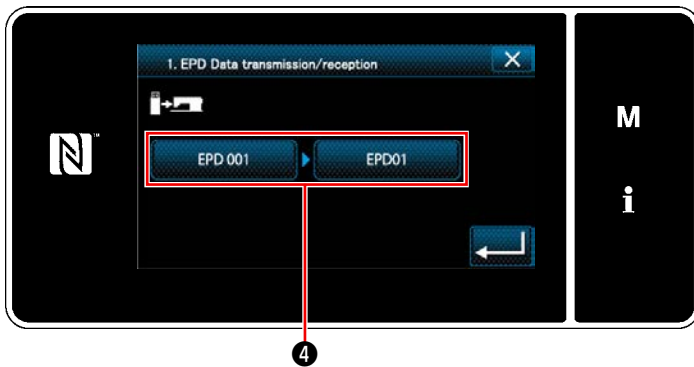 1. EPD Data transmission/reception
M
EPD 001
EPD01
i
4